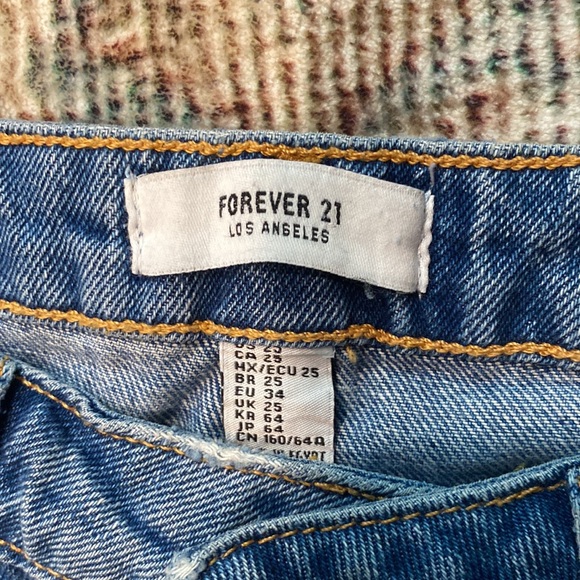 FOREVER 21
LOS ANGELES
CA 25
MX/ECU 25
BR 25
EU 34
UK 25
KR 64
JP 64
CN 160/64A